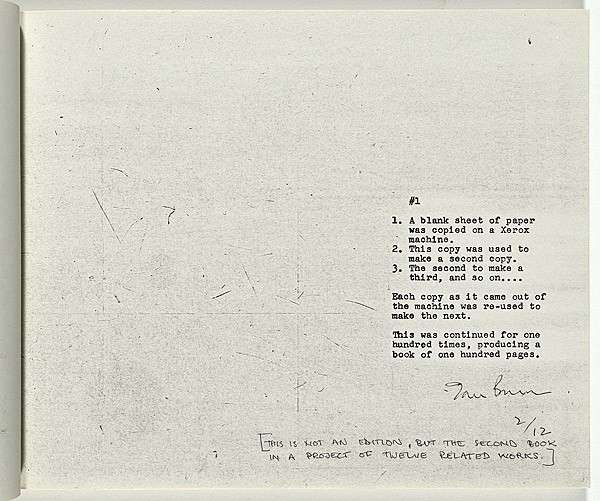 #1
1. A blank sheet of paper
was copied on a Xerox
machine.
2. This copy was used to
make a second copy.
3. The second to make a
third, and so on....
Each copy as it came out of
the machine was re-used to
make the next.
This was continued for one
hundred times, producing a
book of one hundred pages.
Ian Burn
2/12
[THIS IS NOT AN EDITION, BUT THE SECOND BOOK
IN A PROJECT OF TWELVE RELATED WORKS.]